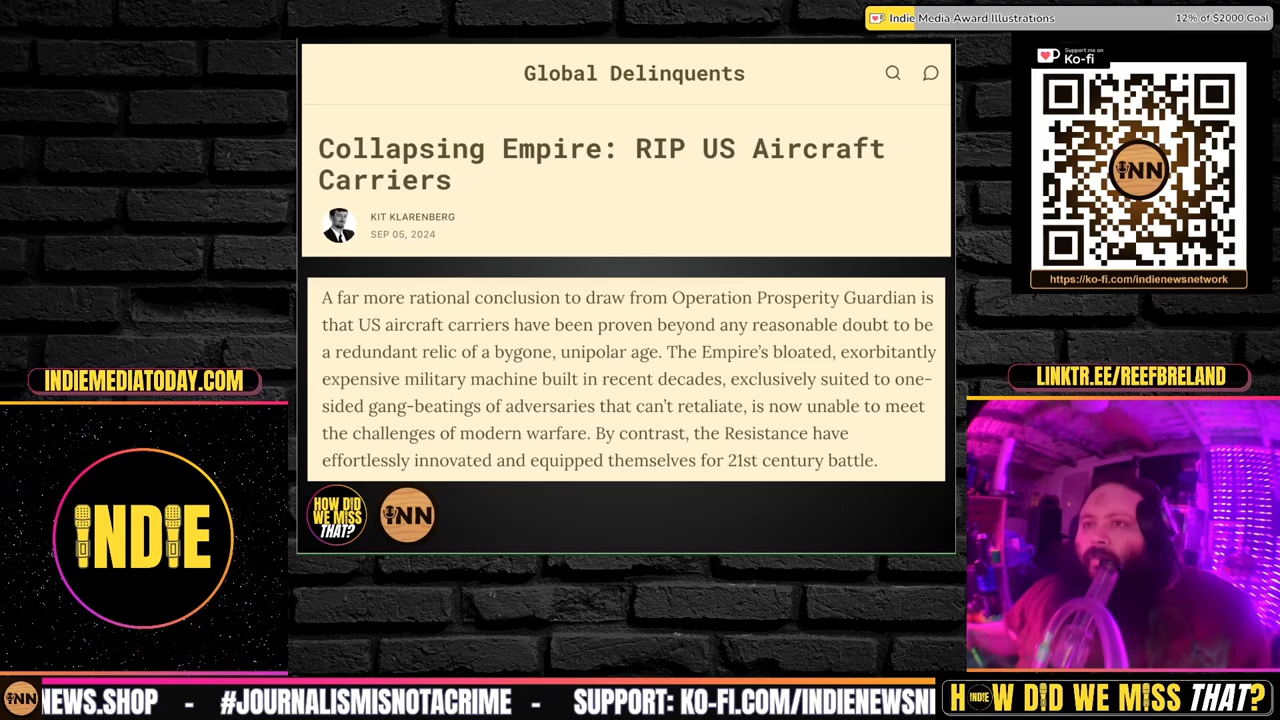 Indie Media Award Illustrations
12% of $2000 Goal
Support me on
Ko-fi
iNN
https://ko-fi.com/indienewsnetwork
Global Delinquents
Collapsing Empire: RIP US Aircraft
Carriers
KIT KLARENBERG
SEP 05, 2024
A far more rational conclusion to draw from Operation Prosperity Guardian is
that US aircraft carriers have been proven beyond any reasonable doubt to be
a redundant relic of a bygone, unipolar age. The Empire’s bloated, exorbitantly
expensive military machine built in recent decades, exclusively suited to one-
sided gang-beatings of adversaries that can’t retaliate, is now unable to meet
the challenges of modern warfare. By contrast, the Resistance have
effortlessly innovated and equipped themselves for 21st century battle.
HOW DID
WE MISS
THAT?
iNN
INDIEMEDIATODAY.COM
INDIE
LINKTR.EE/REEFBRELAND
iNN
NEWS.SHOP - #JOURNALISMISNOTACRIME - SUPPORT: KO-FI.COM/INDIENEWSN
HOW DID WE MISS THAT?